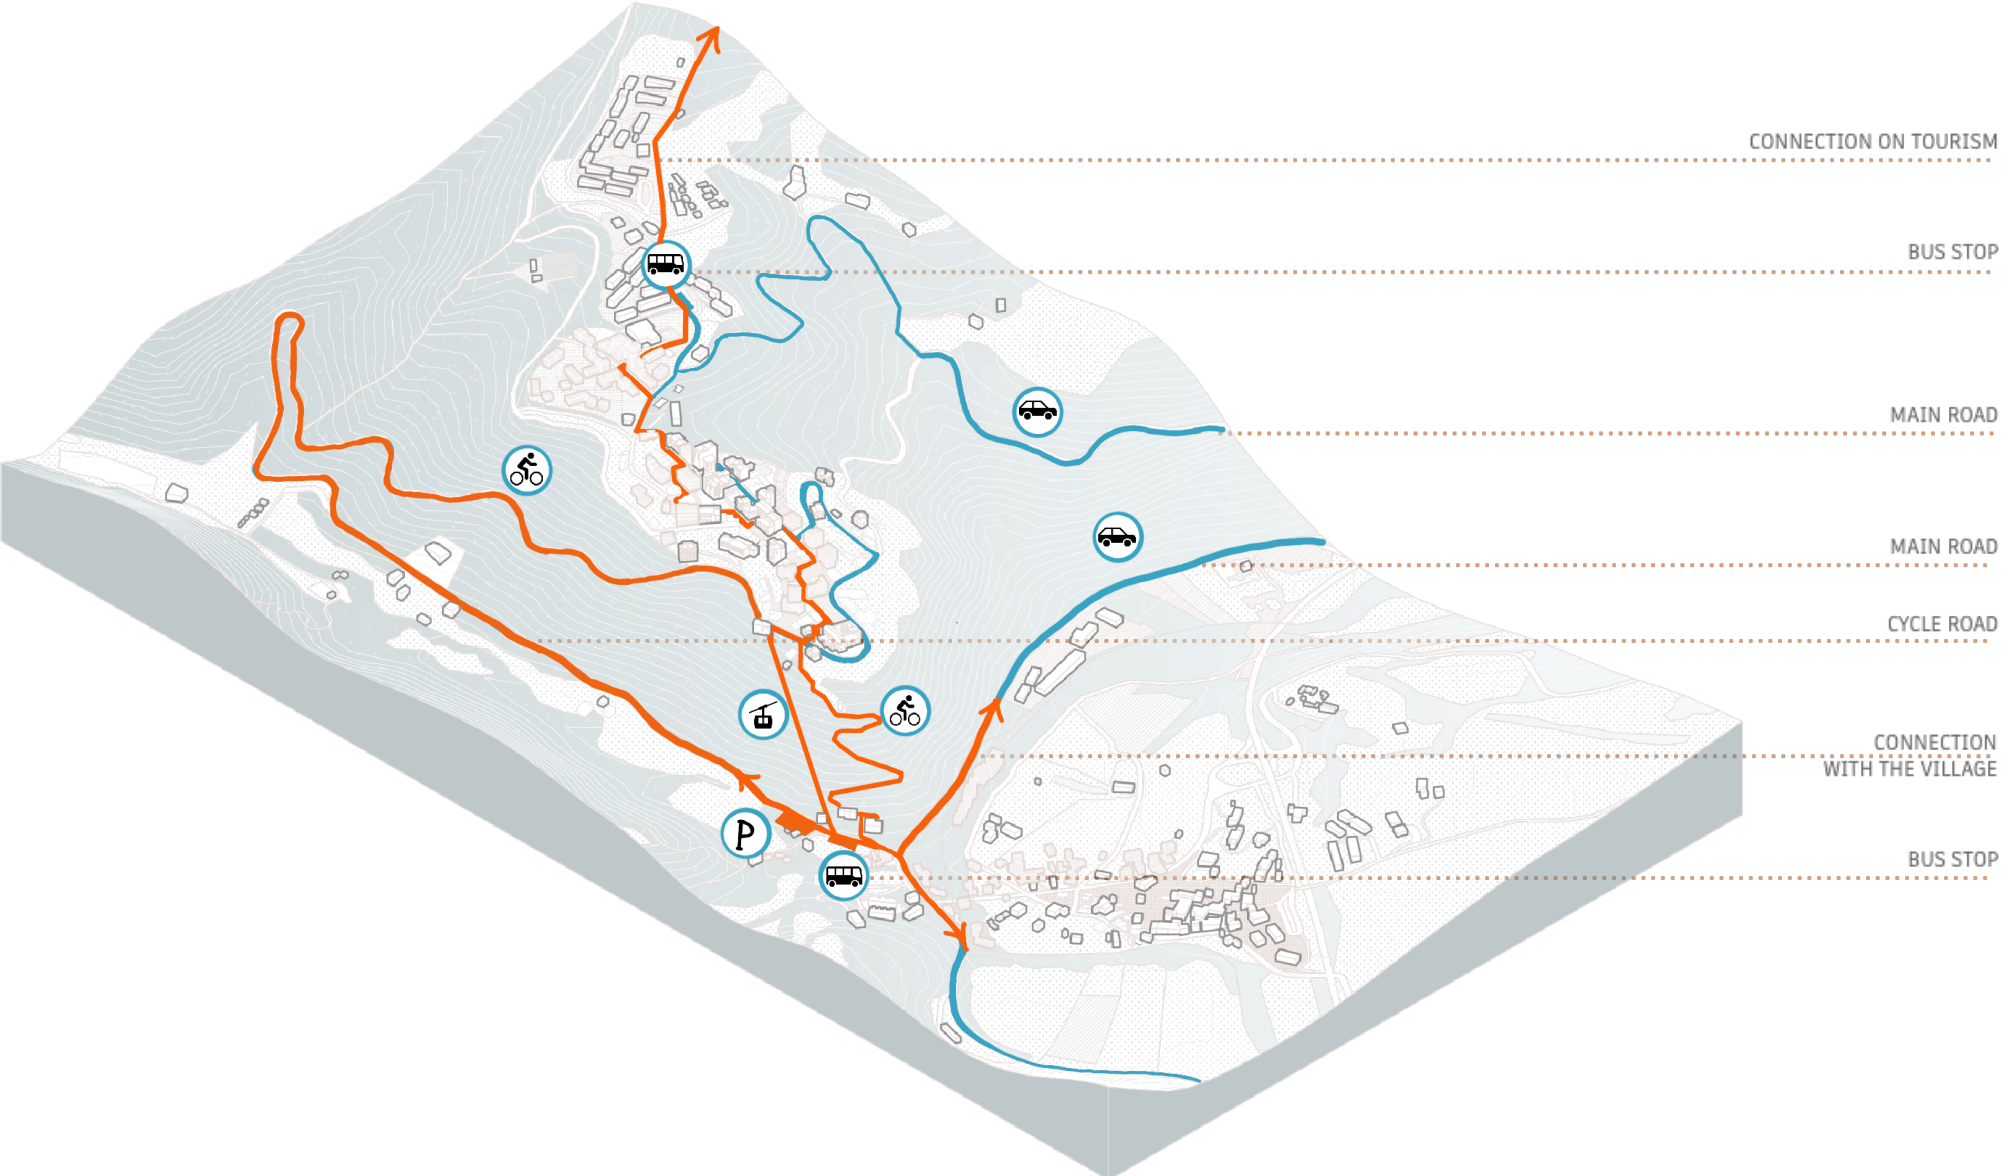 CONNECTION ON TOURISM
BUS STOP
MAIN ROAD
MAIN ROAD
CYCLE ROAD
CONNECTION
WITH THE VILLAGE
P
BUS STOP